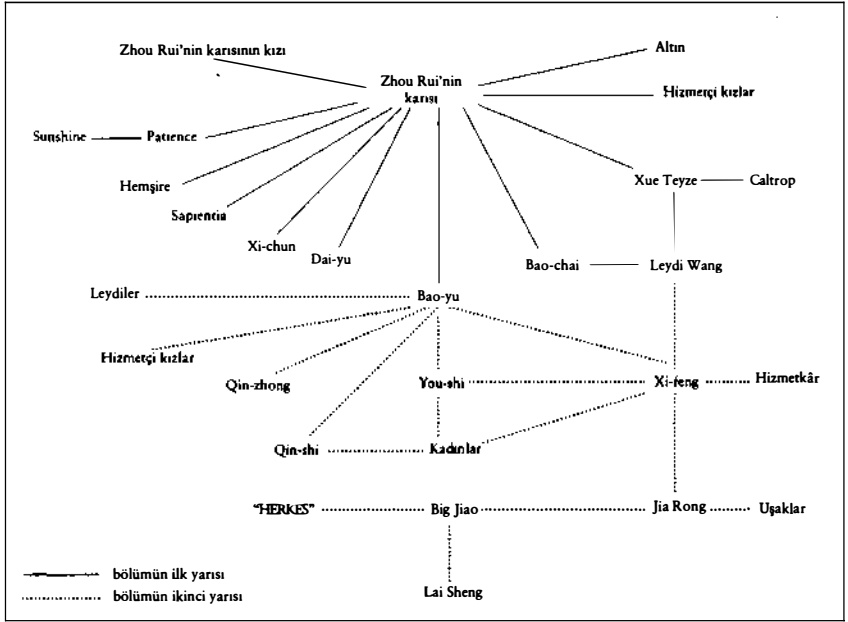 Zhou Rui'nin karısının kızı
Altın
Zhou Rui'nin
karısı
Hizmetçi kızlar
Sunshine
Patience
Hemşire
Xue Teyze
Caltrop
Sapientia
Xi-chun
Dai-yu
Bao-chai
Leydi Wang
Leydiler
Bao-yu
Hizmetçi kızlar
Qin-zhong
You-shi
Xi-feng
Hizmetkâr
Qin-shi
Kadınlar
“HERKES”
Big Jiao
Jia Rong
Uşaklar
bölümün ilk yarısı
bölümün ikinci yarısı
Lai Sheng